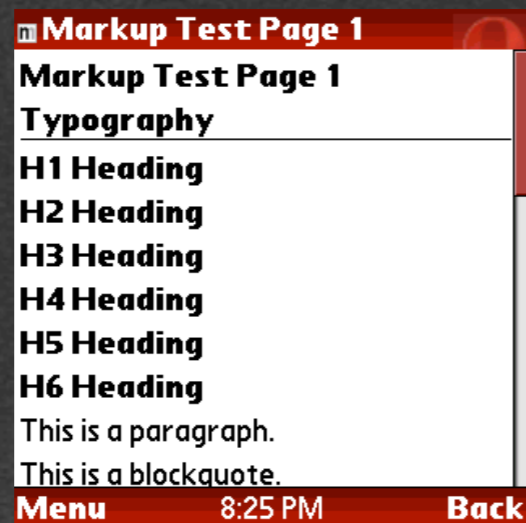 m Markup Test Page 1
Markup Test Page 1
Typography
H1 Heading
H2 Heading
H3 Heading
H4 Heading
H5 Heading
H6 Heading
This is a paragraph.
This is a blockquote.
Menu 8:25 PM Back